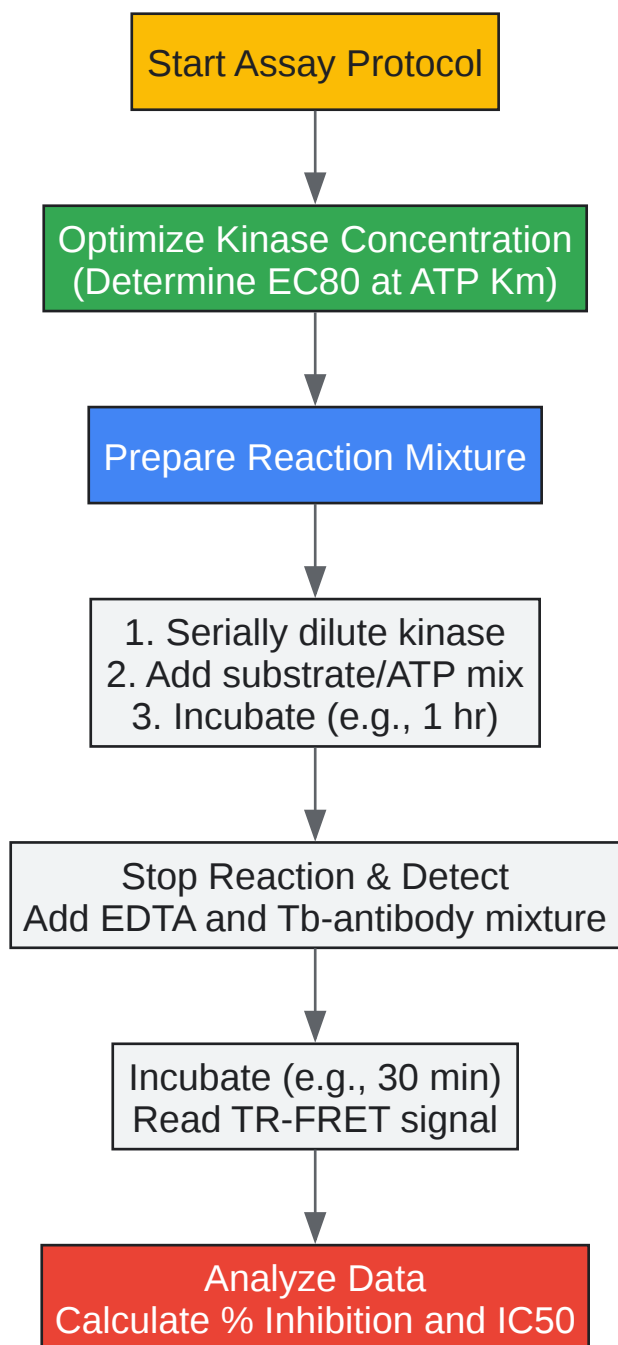 Start Assay Protocol
Optimize Kinase Concentration
(Determine EC80 at ATP Km)
Prepare Reaction Mixture
1. Serially dilute kinase
2. Add substrate/ATP mix
3. Incubate (e.g., 1 hr)
Stop Reaction & Detect
Add EDTA and Tb-antibody mixture
Incubate (e.g., 30 min)
Read TR-FRET signal
Analyze Data
Calculate % Inhibition and IC50